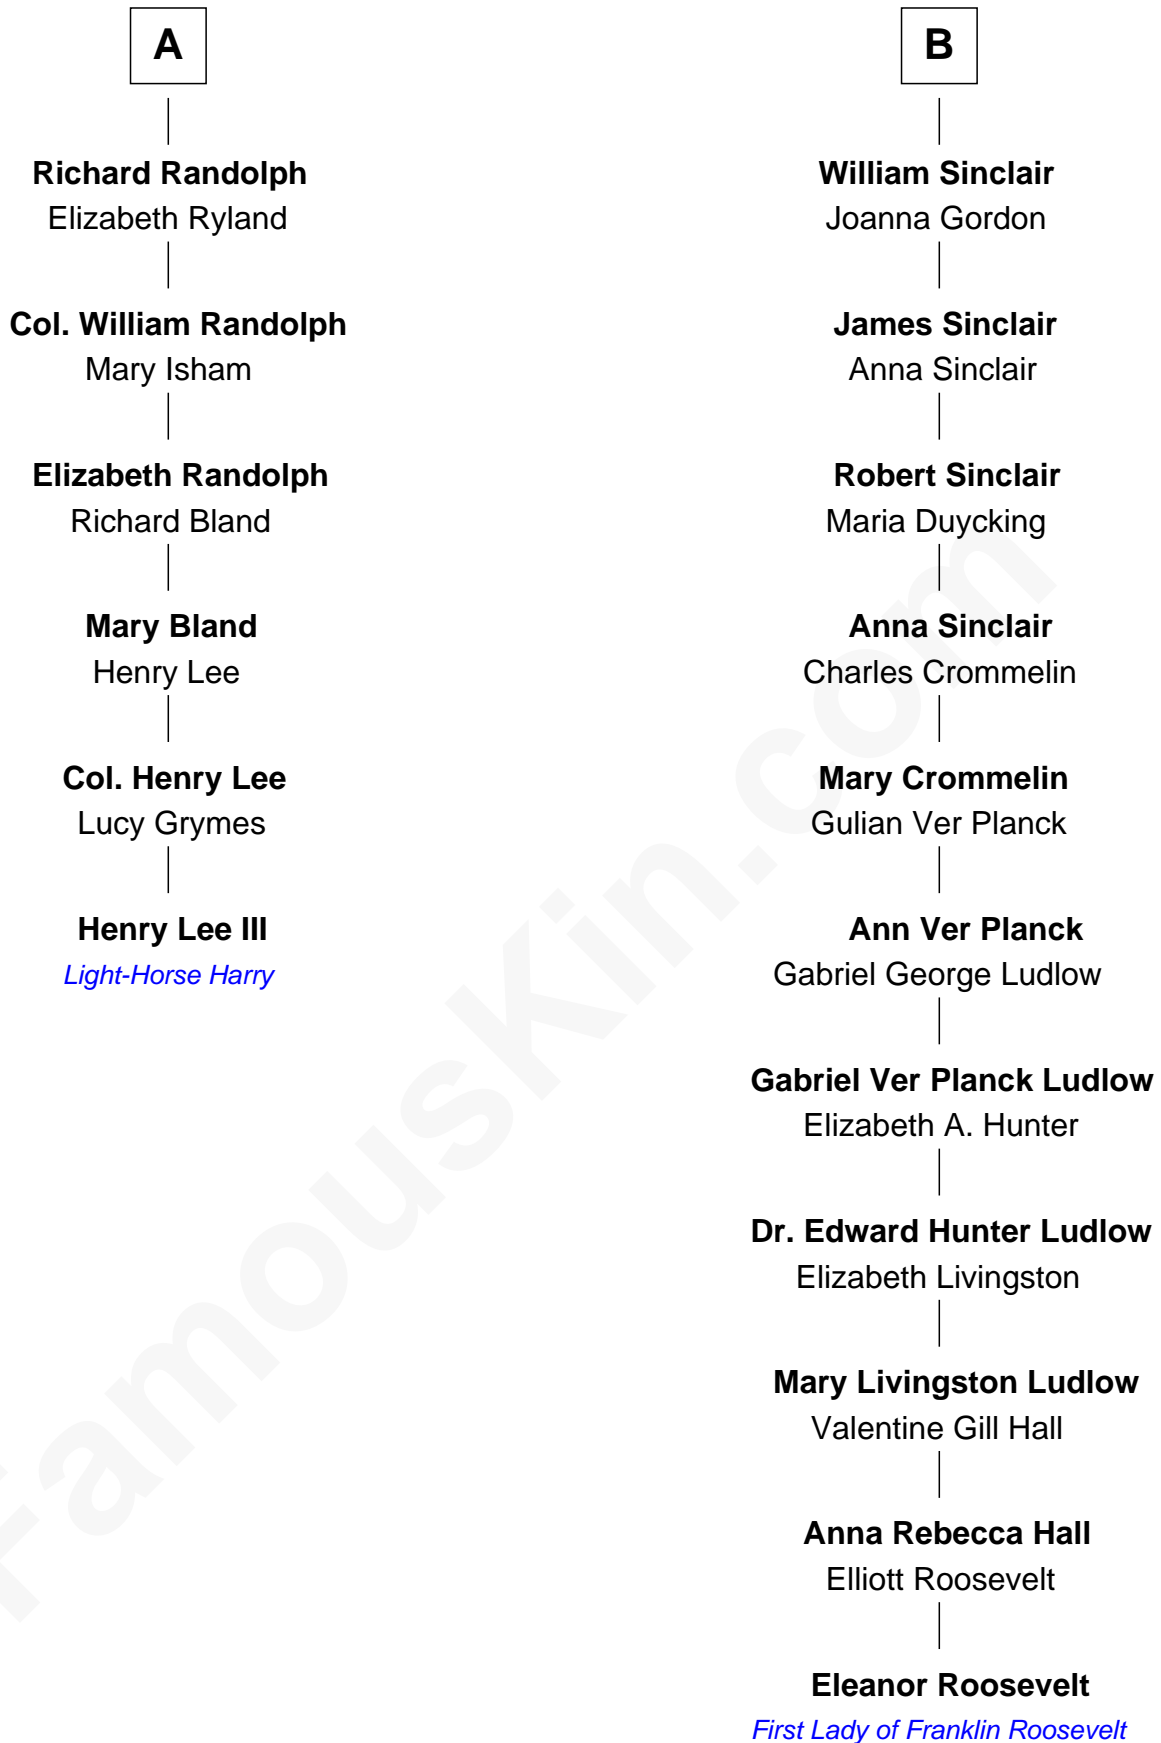 A
Richard Randolph
Elizabeth Ryland
Col. William Randolph
Mary Isham
Elizabeth Randolph
Richard Bland
Mary Bland
Henry Lee
Col. Henry Lee
Lucy Grymes
Henry Lee III
Light-Horse Harry
B
William Sinclair
Joanna Gordon
James Sinclair
Anna Sinclair
Robert Sinclair
Maria Duycking
Anna Sinclair
Charles Crommelin
Mary Crommelin
Gulian Ver Planck
Ann Ver Planck
Gabriel George Ludlow
Gabriel Ver Planck Ludlow
Elizabeth A. Hunter
Dr. Edward Hunter Ludlow
Elizabeth Livingston
Mary Livingston Ludlow
Valentine Gill Hall
Anna Rebecca Hall
Elliott Roosevelt
Eleanor Roosevelt
First Lady of Franklin Roosevelt
FamousKin.com